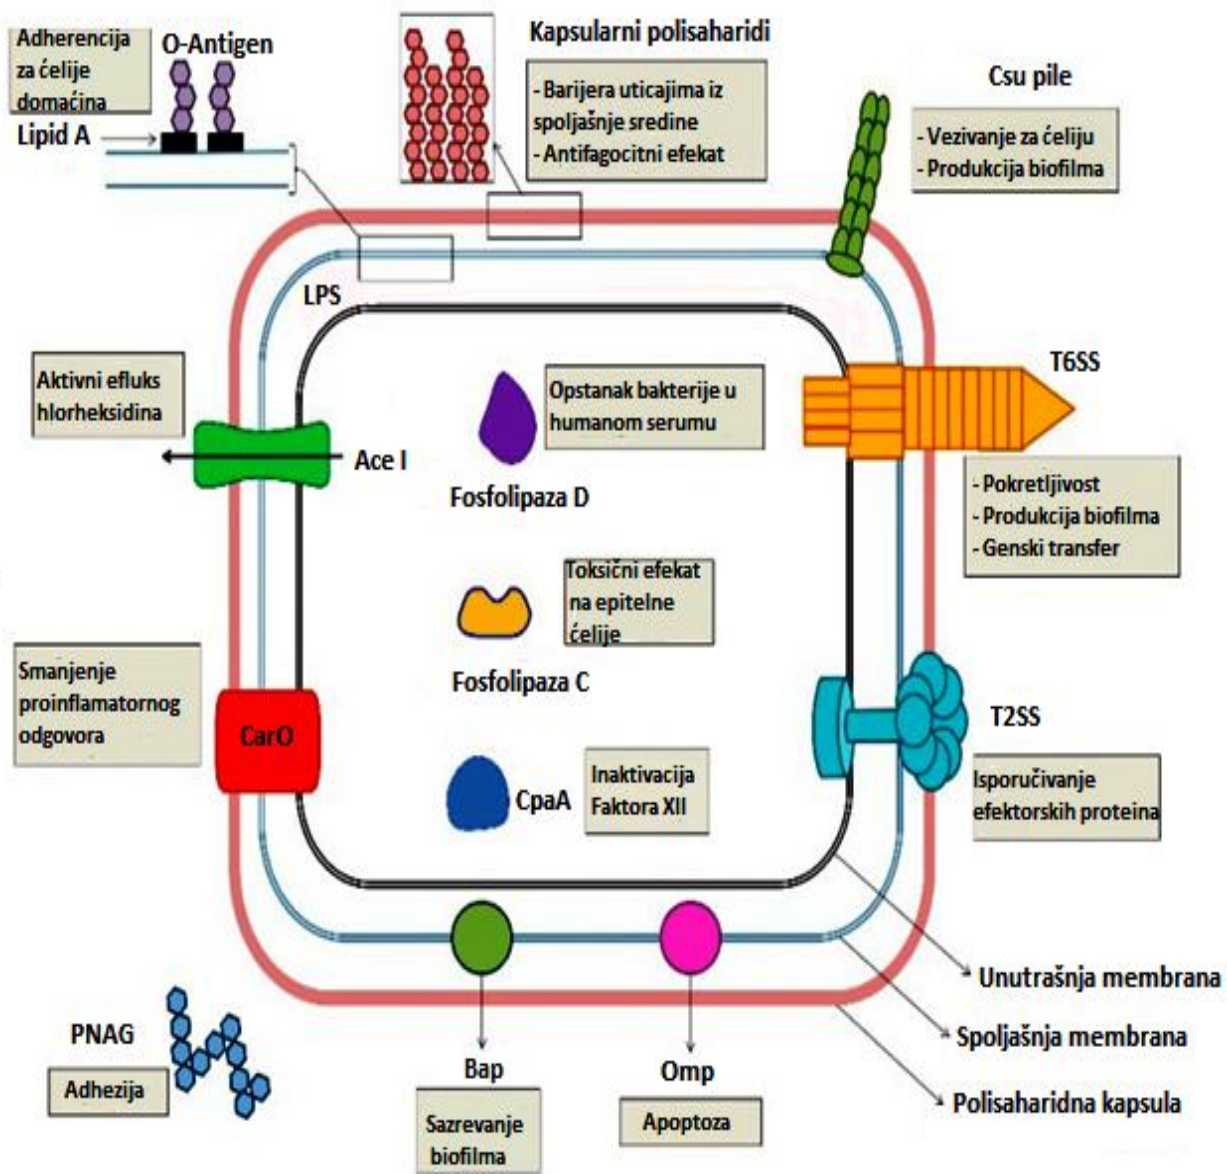 Adherencija
za ćelije
domaćina
O-Antigen
Lipid A
Kapsularni polisaharidi
- Barijera uticajima iz
spoljašnje sredine
- Antifagocitni efekat
Csu pile
- Vezivanje za ćeliju
- Produkcija biofilma
LPS
Aktivni efluks
hlorheksidina
Ace I
Opstanak bakterije u
humanom serumu
Fosfolipaza D
T6SS
- Pokretljivost
- Produkcija biofilma
- Genski transfer
Toksični efekat
na epitelne
ćelije
Fosfolipaza C
Smanjenje
proinflamatornog
odgovora
CarO
CpaA
Inaktivacija
Faktora XII
T2SS
Isporučivanje
efektorskih proteina
Unutrašnja membrana
Spoljašnja membrana
Polisaharidna kapsula
PNAG
Adhezija
Bap
Sazrevanje
biofilma
Omp
Apoptoza